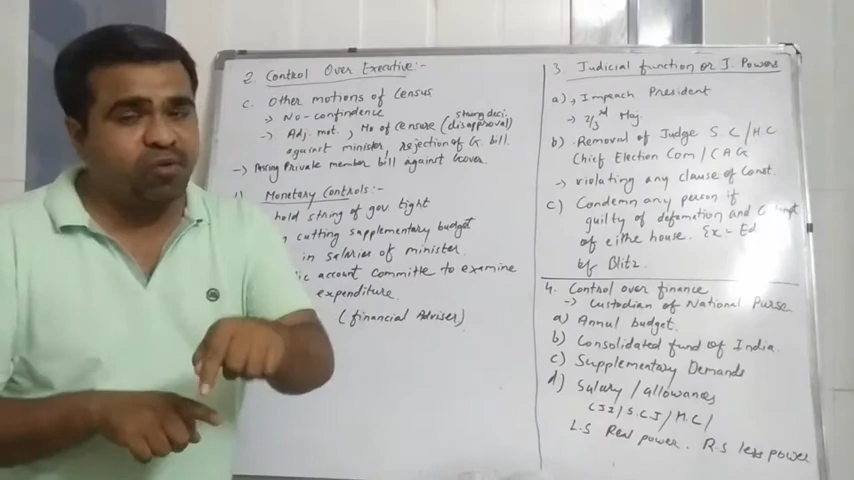 2. Control Over Executive:-
c. Other motions of Census
→ No-confindence
→ Adj. mot., Mo of censure (strong deci. disapproval)
against minister, rejection of G. bill.
→ Private member bill against Gover.
Monetary Controls:-
hold string of gov tight
cutting supplementary budget
in salaries of minister.
account committee to examine
expenditure.
(financial Adviser)
3. Judicial function or J. Powers
a) Impeach President
→ 2/3rd Maj.
b) Removal of Judge S.C/H.C
Chief Election Com/CAG
→ violating any clause of Const.
c) Condemn any person if
guilty of defamation and
of eithe house. Ex- Ed
of Blitz.
4. Control over finance
→ Custodian of National Purse
a) Annul budget.
b) Consolidated fund of India.
c) Supplementary Demands
d) Salary/allowances
CJI/S.C.J/H.C/
L.S Real power. R.S less power